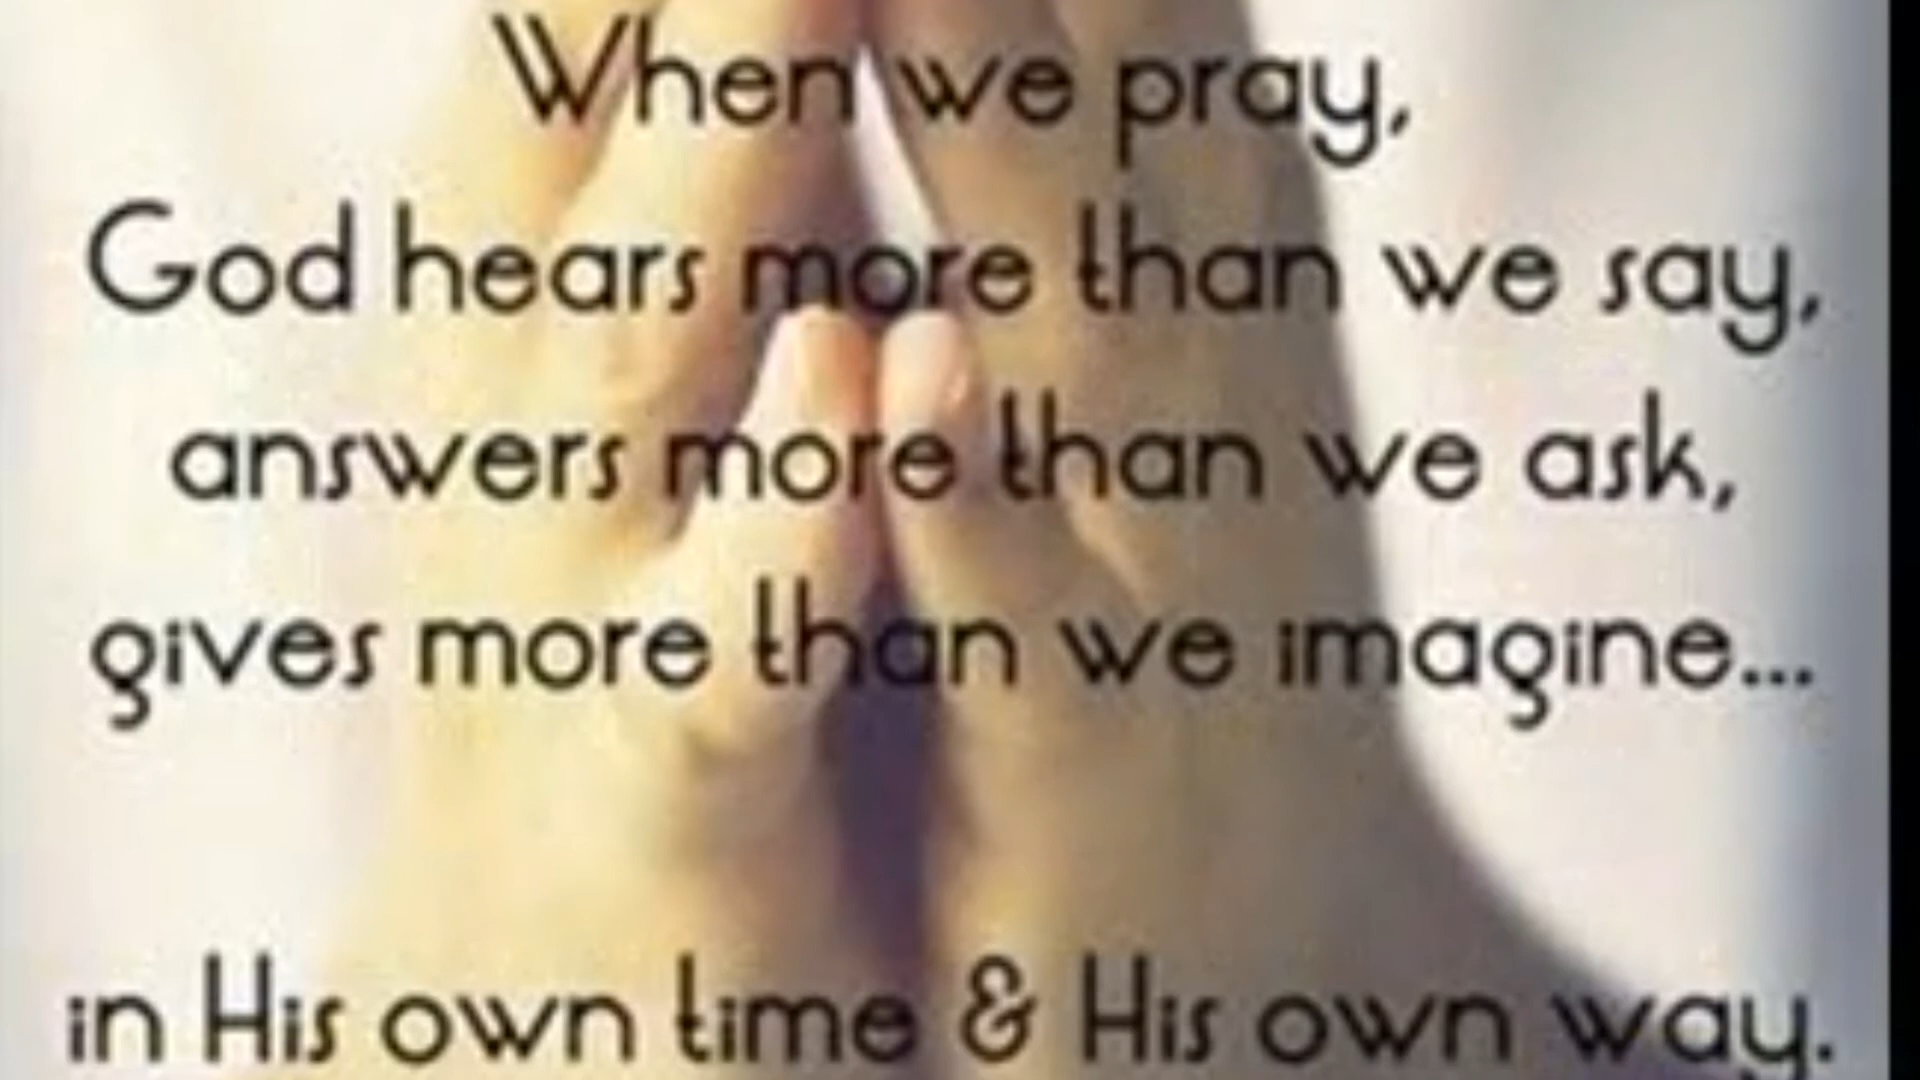 When we pray,
God hears more than we say,
answers more than we ask,
gives more than we imagine...
in His own time & His own way.